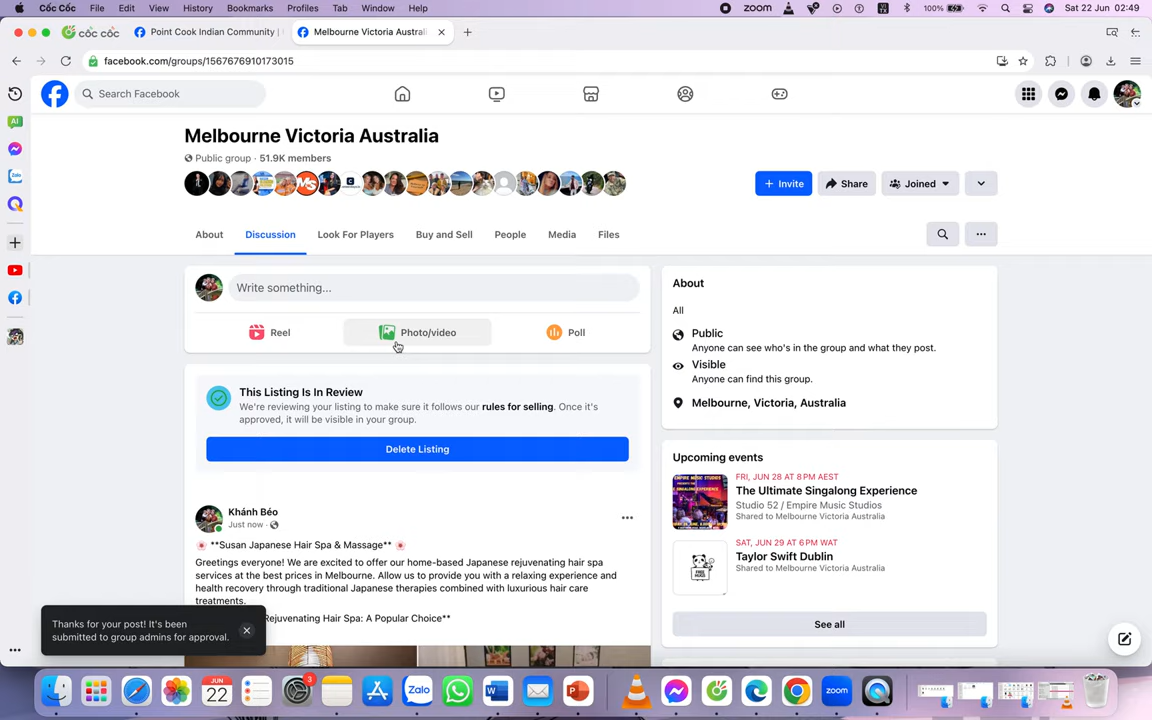 Cốc Cốc File Edit View History Bookmarks Profiles Tab Window Help zoom 100% Sat 22 Jun 02:49
cốc cốc Point Cook Indian Community | Melbourne Victoria Austral
facebook.com/groups/1567676910173015
Search Facebook
Melbourne Victoria Australia
Public group · 51.9K members
Invite Share Joined
About Discussion Look For Players Buy and Sell People Media Files
Write something...
Reel Photo/video Poll
This Listing Is In Review
We're reviewing your listing to make sure it follows our rules for selling. Once it's
approved, it will be visible in your group.
Delete Listing
Khánh Béo
Just now ·
**Susan Japanese Hair Spa & Massage**
Greetings everyone! We are excited to offer our home-based Japanese rejuvenating hair spa
services at the best prices in Melbourne. Allow us to provide you with a relaxing experience and
health recovery through traditional Japanese therapies combined with luxurious hair care
treatments.
Rejuvenating Hair Spa: A Popular Choice**
About
All
Public
Anyone can see who's in the group and what they post.
Visible
Anyone can find this group.
Melbourne, Victoria, Australia
Upcoming events
FRI, JUN 28 AT 8 PM AEST
The Ultimate Singalong Experience
Studio 52 / Empire Music Studios
Shared to Melbourne Victoria Australia
SAT, JUN 29 AT 6 PM WAT
Taylor Swift Dublin
Shared to Melbourne Victoria Australia
See all
Thanks for your post! It's been
submitted to group admins for approval.
AI
Zalo
JUN
22
3
Zalo
zoom